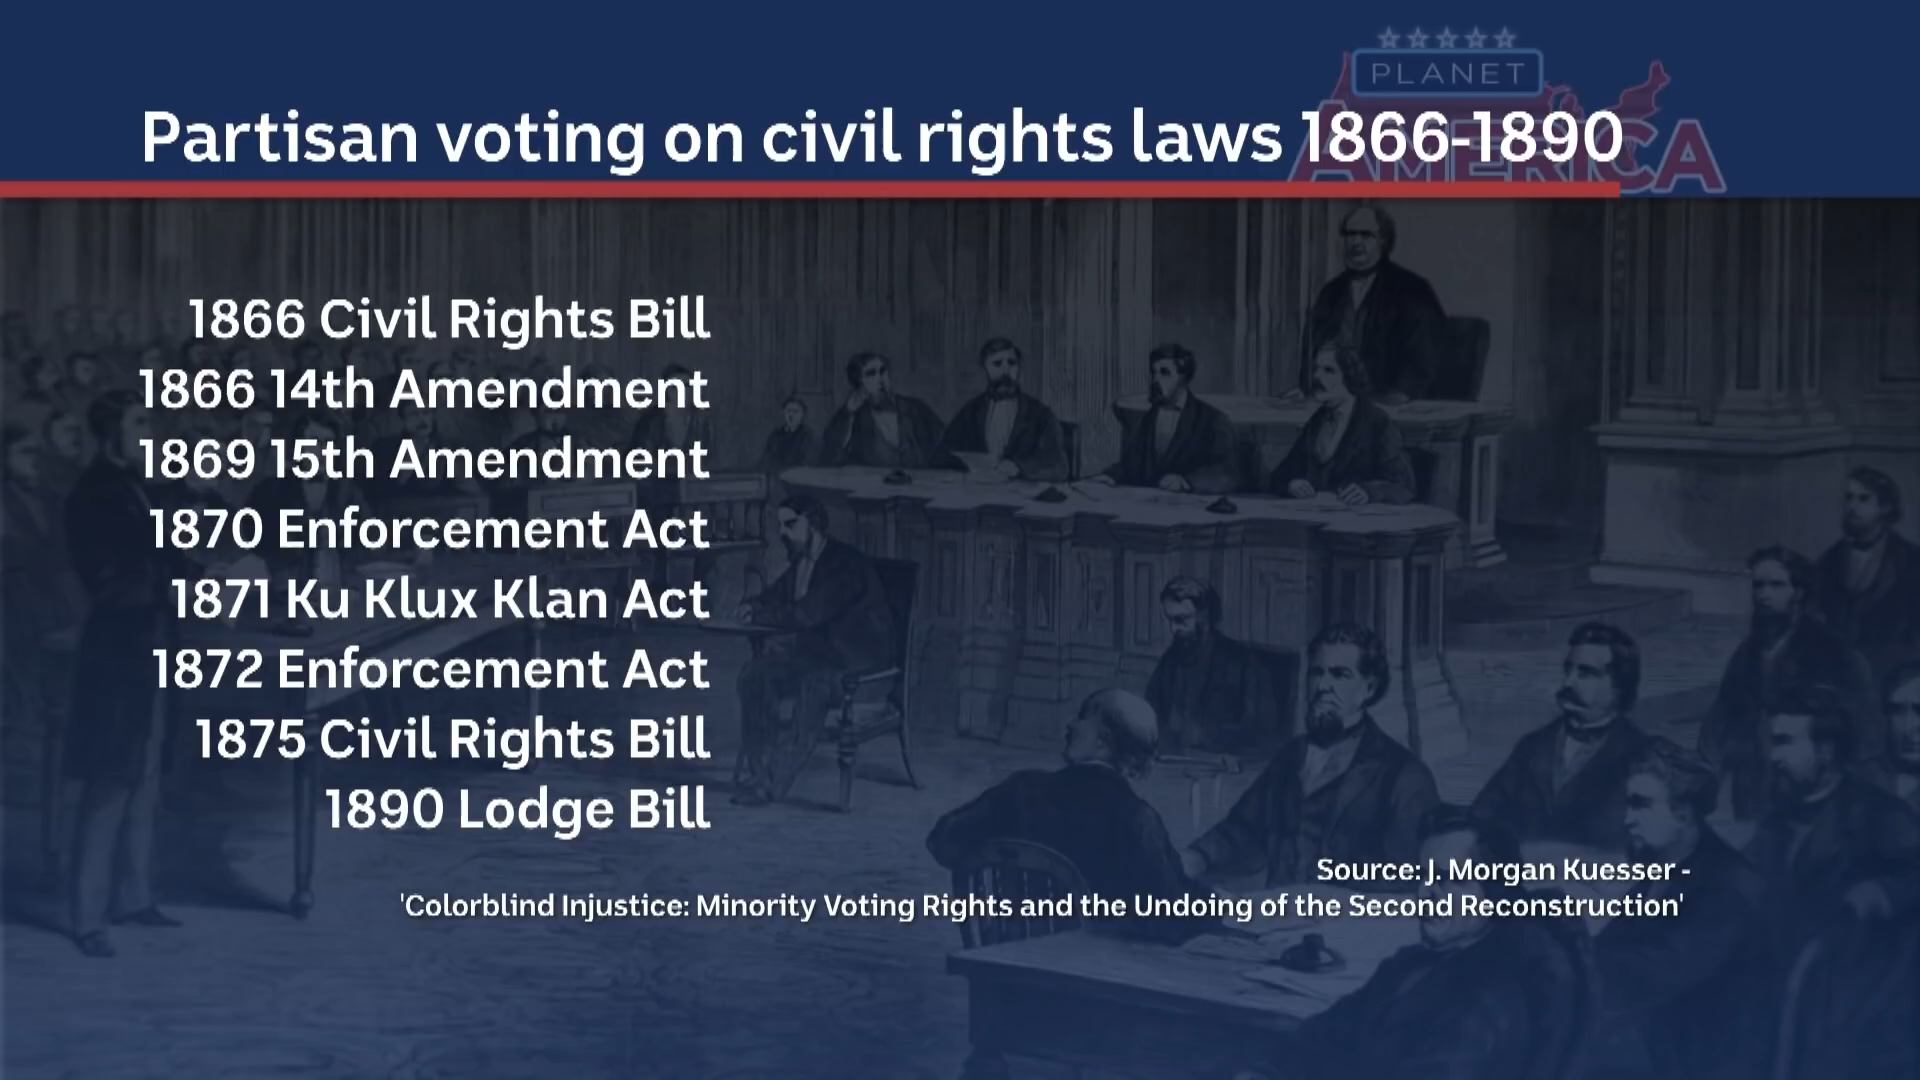 PLANET
AMERICA
Partisan voting on civil rights laws 1866-1890
1866 Civil Rights Bill
1866 14th Amendment
1869 15th Amendment
1870 Enforcement Act
1871 Ku Klux Klan Act
1872 Enforcement Act
1875 Civil Rights Bill
1890 Lodge Bill
Source: J. Morgan Kuesser -
'Colorblind Injustice: Minority Voting Rights and the Undoing of the Second Reconstruction'